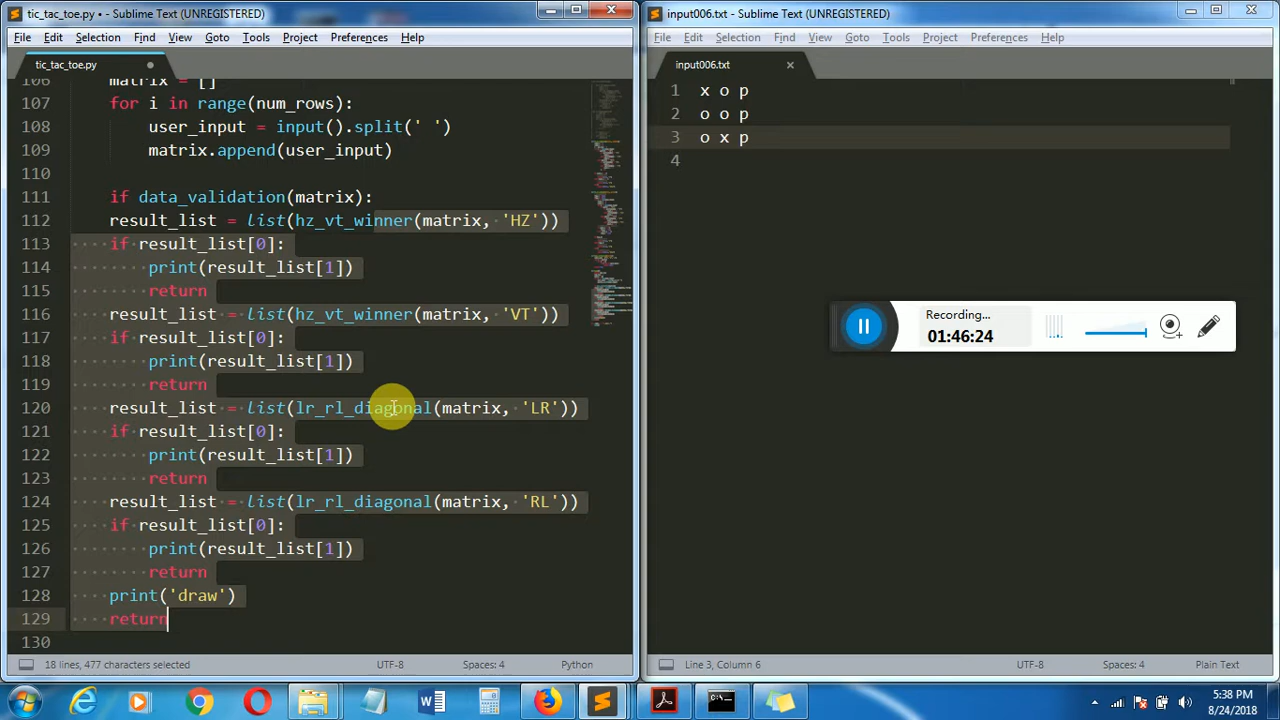 tic_tac_toe.py • - Sublime Text (UNREGISTERED)
File Edit Selection Find View Goto Tools Project Preferences Help
tic_tac_toe.py
106 matrix = []
107 for i in range(num_rows):
108 user_input = input().split(' ')
109 matrix.append(user_input)
110
111 if data_validation(matrix):
112 result_list = list(hz_vt_winner(matrix, 'HZ'))
113 if result_list[0]:
114 print(result_list[1])
115 return
116 result_list = list(hz_vt_winner(matrix, 'VT'))
117 if result_list[0]:
118 print(result_list[1])
119 return
120 result_list = list(lr_rl_diagonal(matrix, 'LR'))
121 if result_list[0]:
122 print(result_list[1])
123 return
124 result_list = list(lr_rl_diagonal(matrix, 'RL'))
125 if result_list[0]:
126 print(result_list[1])
127 return
128 print('draw')
129 return
130
18 lines, 477 characters selected UTF-8 Spaces: 4 Python
input006.txt - Sublime Text (UNREGISTERED)
File Edit Selection Find View Goto Tools Project Preferences Help
input006.txt
1 x o p
2 o o p
3 o x p
4
Recording...
01:46:24
Line 3, Column 6 UTF-8 Spaces: 4 Plain Text
5:38 PM
8/24/2018